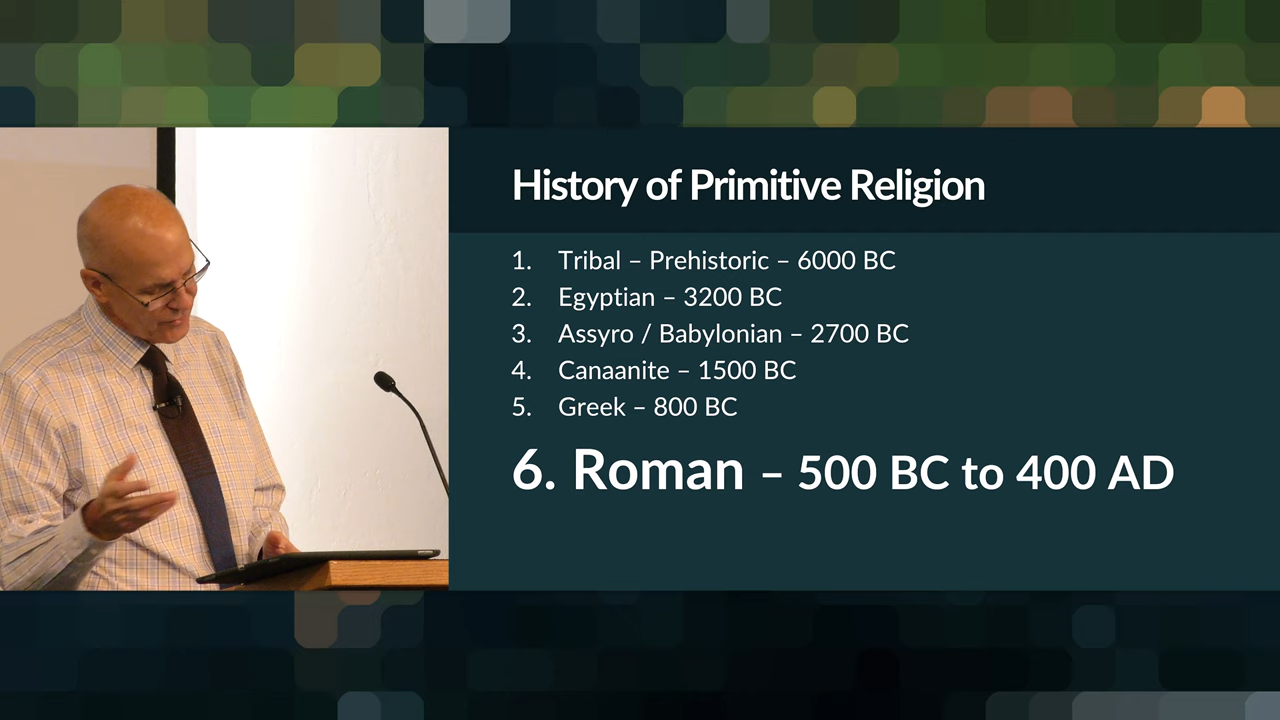 History of Primitive Religion
1. Tribal – Prehistoric – 6000 BC
2. Egyptian – 3200 BC
3. Assyro / Babylonian – 2700 BC
4. Canaanite – 1500 BC
5. Greek – 800 BC
6. Roman – 500 BC to 400 AD